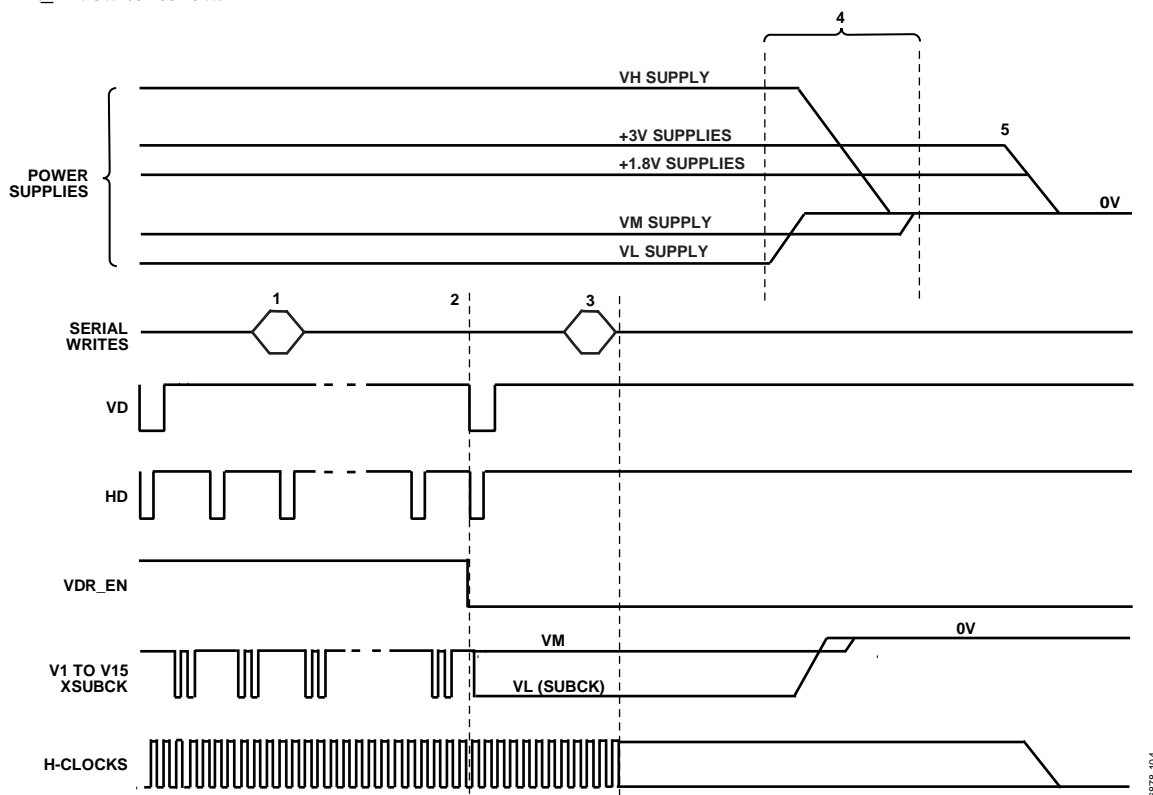 4
VH SUPPLY
+3V SUPPLIES
5
+1.8V SUPPLIES
POWER
SUPPLIES
0V
VM SUPPLY
VL SUPPLY
1
2
3
SERIAL
WRITES
VD
HD
VDR_EN
0V
VM
V1 TO V15
XSUBCK
VL (SUBCK)
H-CLOCKS